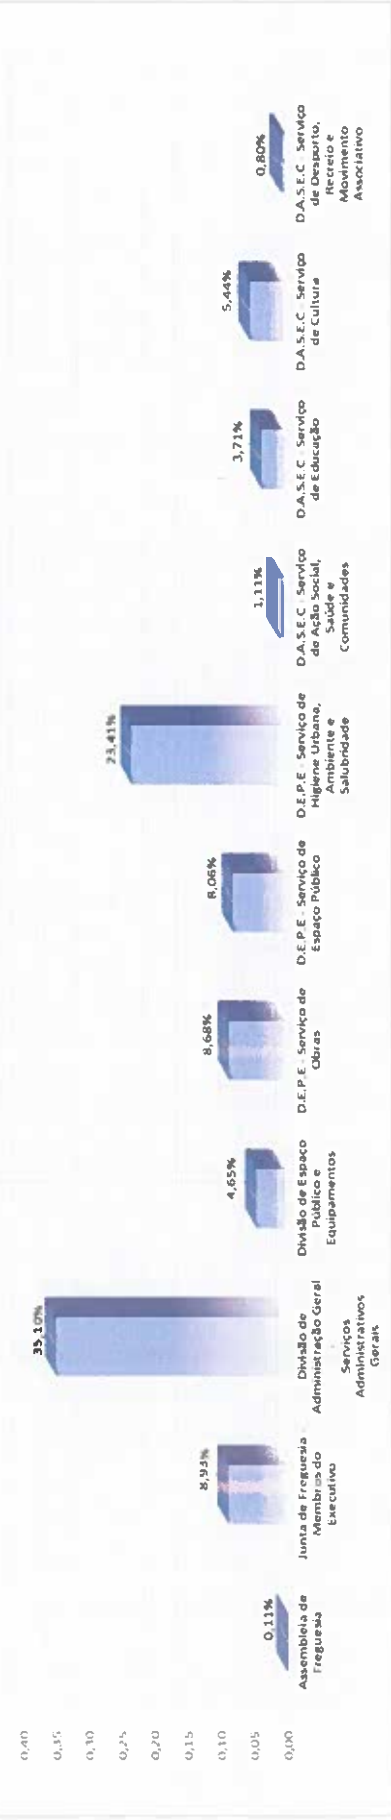 0,40
0,35
0,30
0,25
0,20
0,15
0,10
0,05
0,00
0,11%
8,93%
35,10%
4,65%
8,68%
8,06%
23,41%
1,11%
3,71%
5,44%
0,80%
Assembleia de
Freguesia
Junta de Freguesia -
Membros do
Executivo
Divisão de
Administração Geral
Serviços
Administrativos
Gerais
Divisão de Espaço
Público e
Equipamentos
D.E.P.E - Serviço de
Obras
D.E.P.E - Serviço de
Espaço Público
D.E.P.E - Serviço de
Higiene Urbana,
Ambiente e
Salubridade
D.A.S.E.C - Serviço
de Ação Social,
Saúde e
Comunidades
D.A.S.E.C - Serviço
de Educação
D.A.S.E.C - Serviço
de Cultura
D.A.S.E.C - Serviço
de Desporto,
Recreio e
Movimento
Associativo